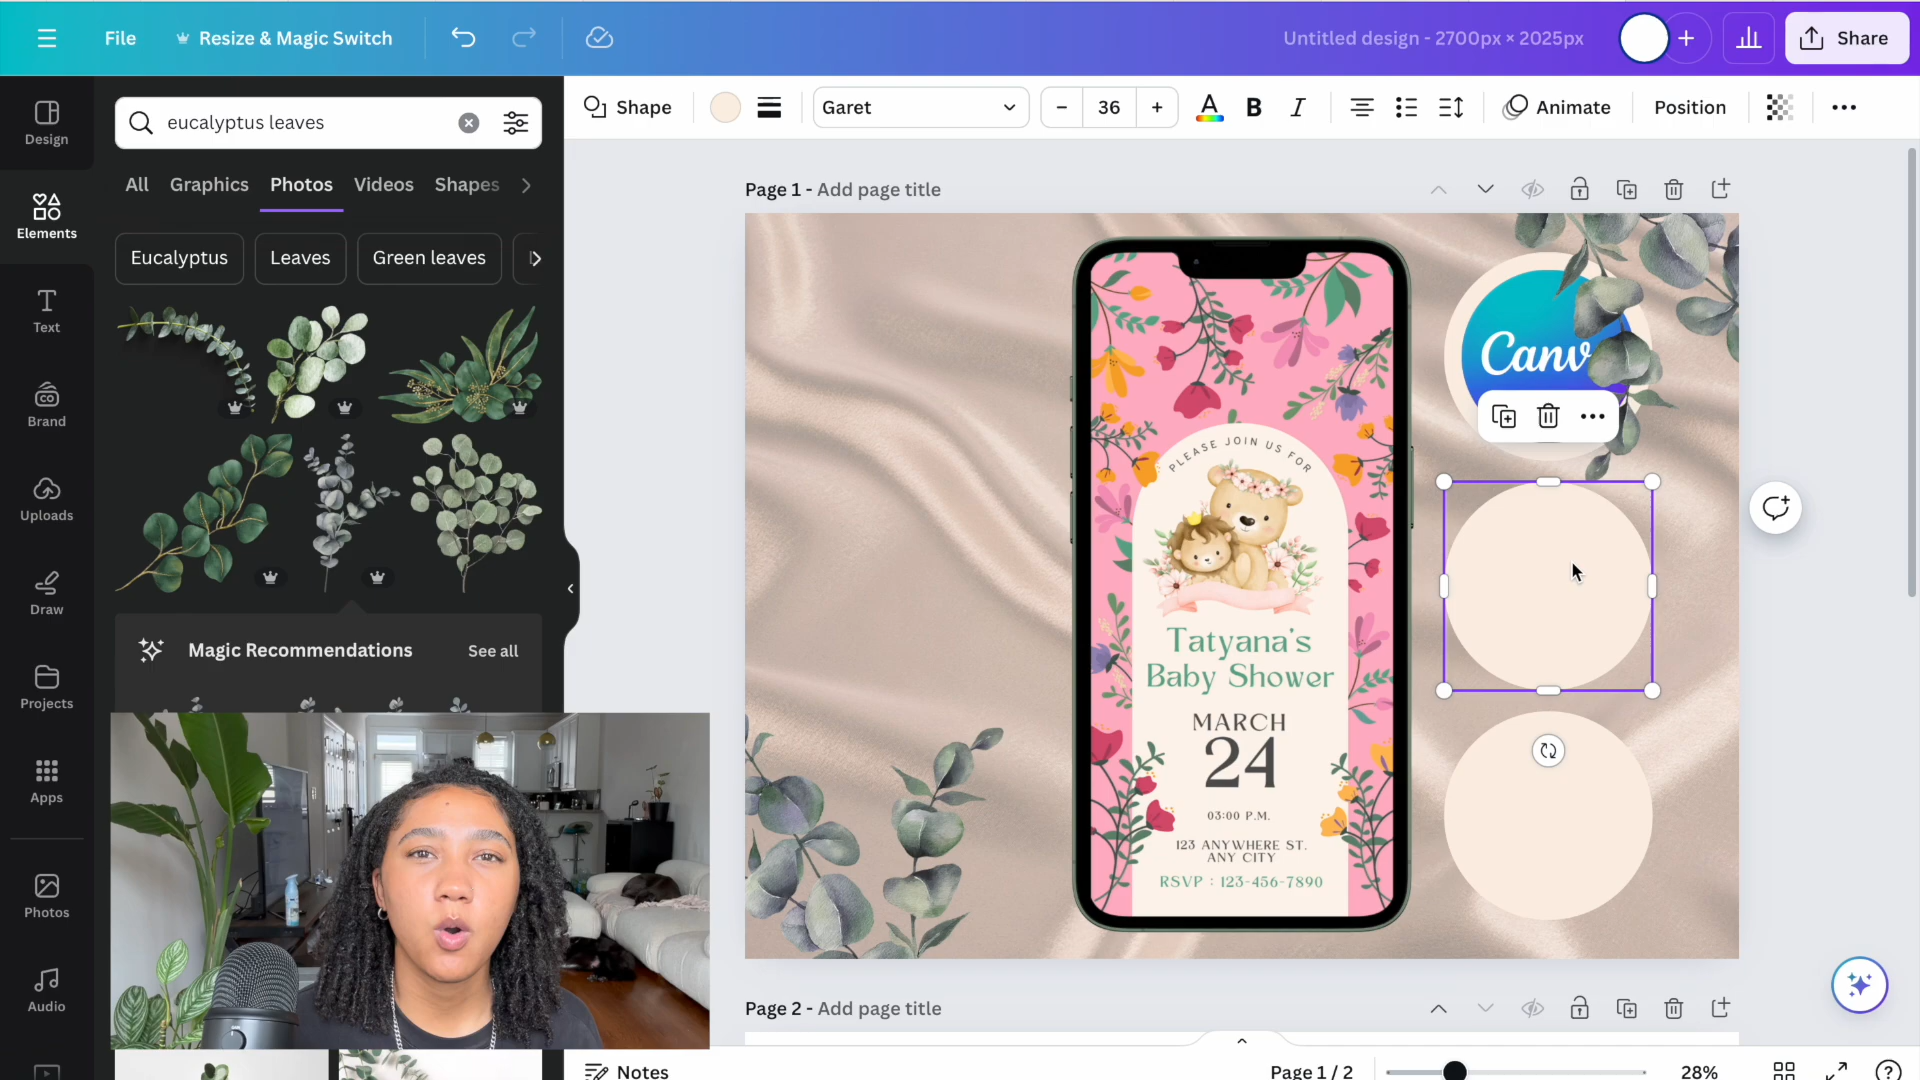 File
Resize & Magic Switch
Untitled design - 2700px × 2025px
Share
Design
Elements
Text
Brand
Uploads
Draw
Projects
Apps
Photos
Audio
eucalyptus leaves
All
Graphics
Photos
Videos
Shapes
Eucalyptus
Leaves
Green leaves
Magic Recommendations
See all
Shape
Garet
– 36 +
A B I
Animate
Position
Page 1 - Add page title
Canv
PLEASE JOIN US FOR
Tatyana's
Baby Shower
MARCH
24
03:00 P.M.
123 ANYWHERE ST.
ANY CITY
RSVP : 123-456-7890
Page 2 - Add page title
Notes
Page 1 / 2
28%